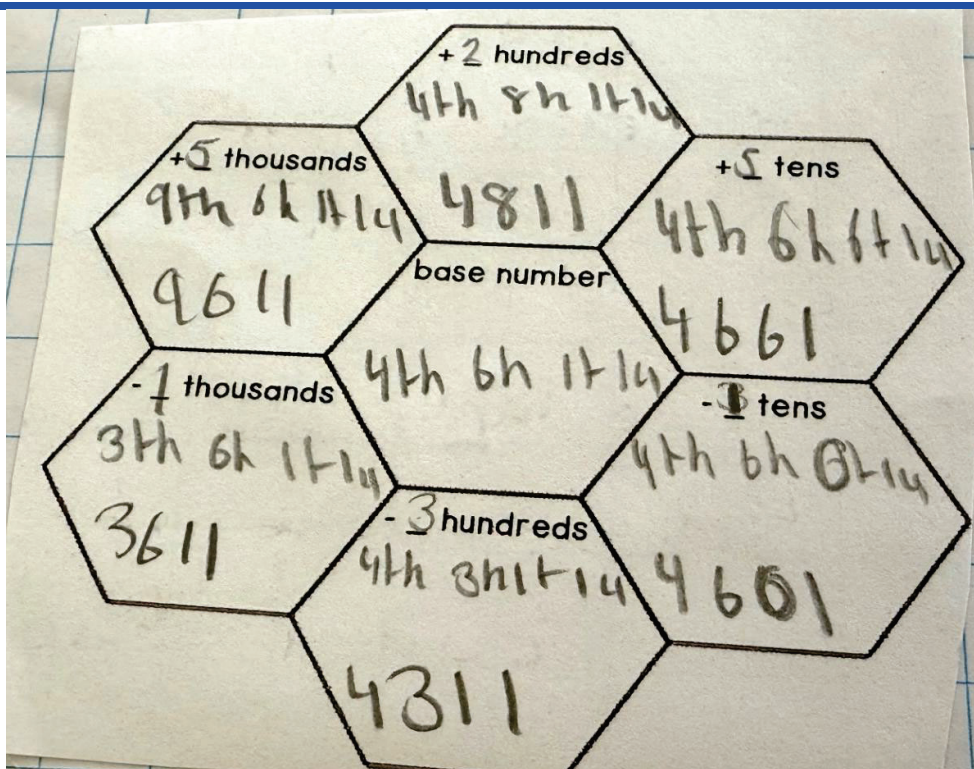 + 2 hundreds
4th 8h 1t 1u
4811
+5 thousands
9th 6h 1t 1u
9611
+5 tens
4th 6h 6t 1u
4661
base number
4th 6h 1t 1u
- 1 thousands
3th 6h 1t 1u
3611
- 1 tens
4th 6h 0t 1u
4601
- 3 hundreds
4th 3h 1t 1u
4311